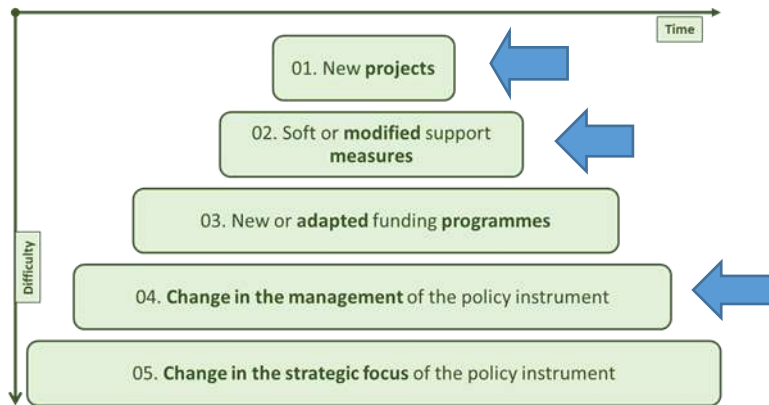 Time
01. New projects
02. Soft or modified support
measures
03. New or adapted funding programmes
Difficulty
04. Change in the management of the policy instrument
05. Change in the strategic focus of the policy instrument